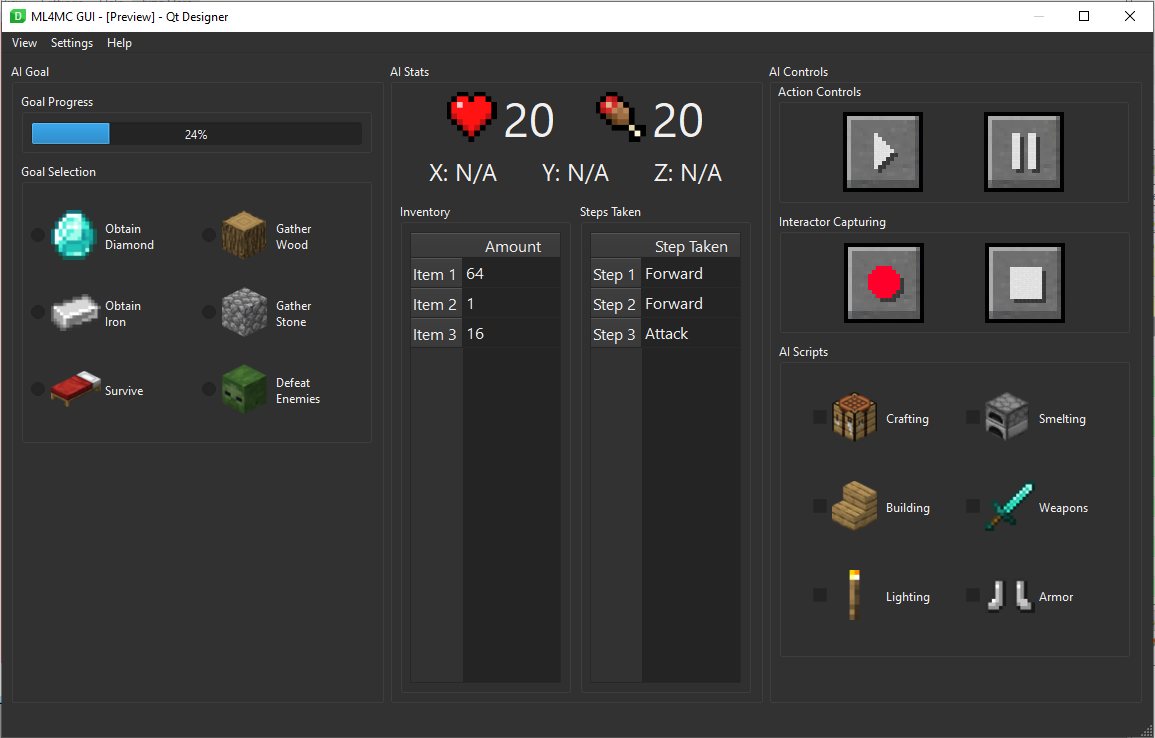 ML4MC GUI - [Preview] - Qt Designer
View Settings Help
AI Goal
Goal Progress
24%
Goal Selection
Obtain
Diamond
Gather
Wood
Obtain
Iron
Gather
Stone
Survive
Defeat
Enemies
AI Stats
20 20
X: N/A Y: N/A Z: N/A
Inventory
Amount
Item 1 64
Item 2 1
Item 3 16
Steps Taken
Step Taken
Step 1 Forward
Step 2 Forward
Step 3 Attack
AI Controls
Action Controls
Interactor Capturing
AI Scripts
Crafting Smelting
Building Weapons
Lighting Armor